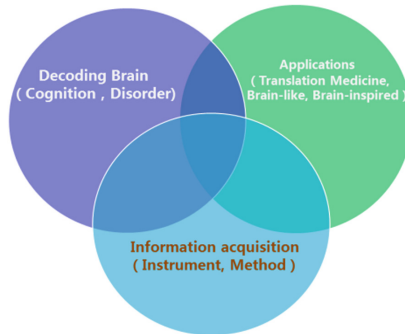 Decoding Brain
( Cognition , Disorder)
Applications
( Translation Medicine,
Brain-like, Brain-inspired )
Information acquisition
( Instrument, Method )